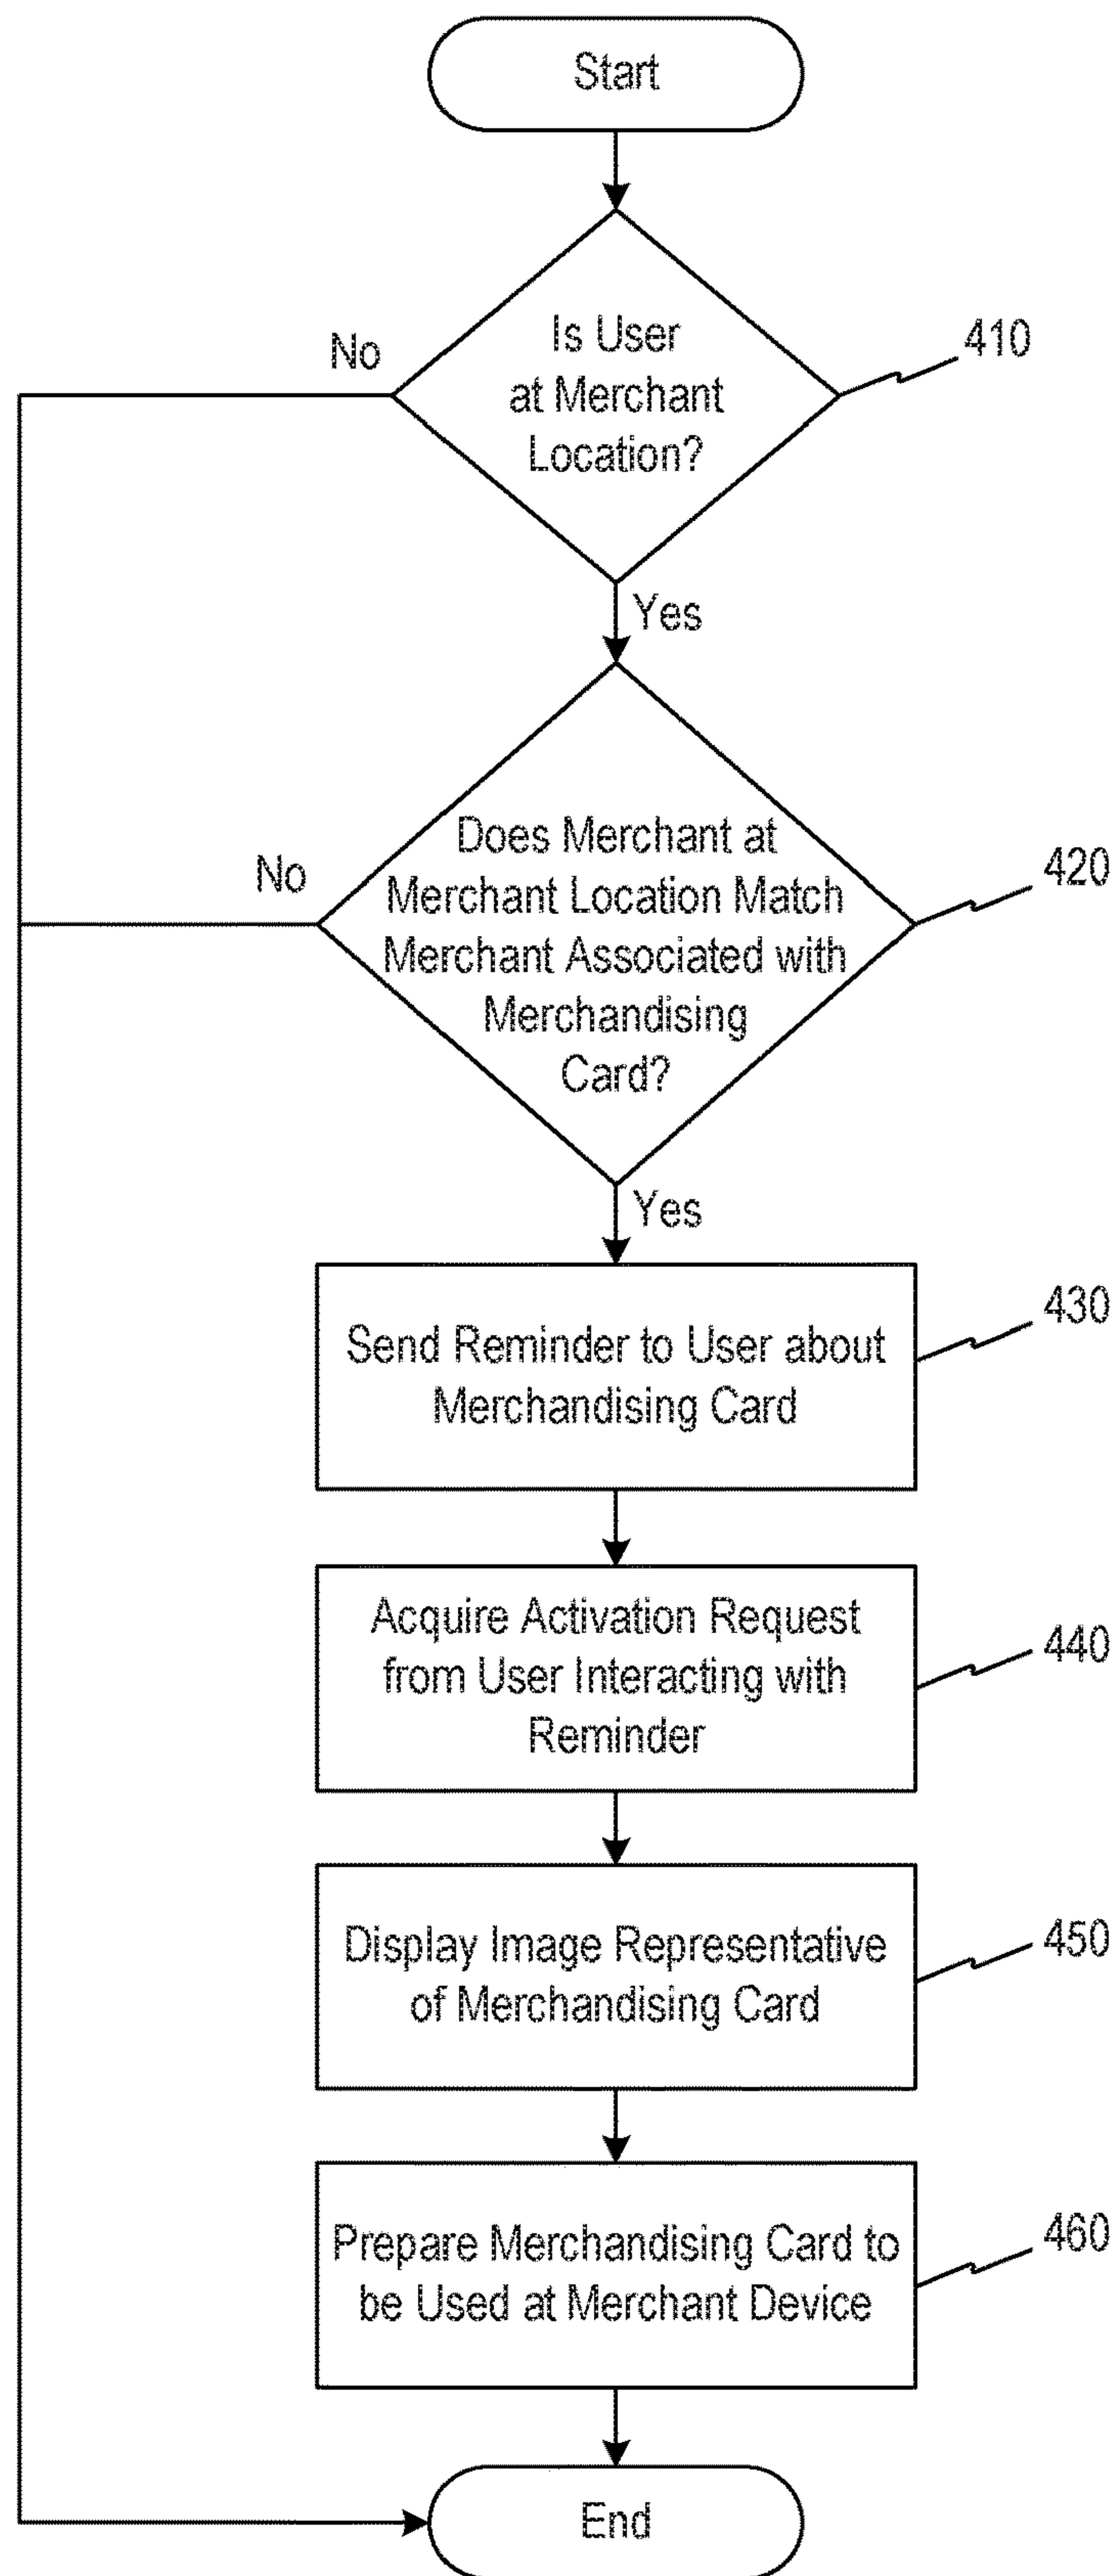 Start
Is User
at Merchant
Location?
410
No
Yes
Does Merchant at
Merchant Location Match
Merchant Associated with
Merchandising
Card?
420
No
Yes
Send Reminder to User about
Merchandising Card
430
Acquire Activation Request
from User Interacting with
Reminder
440
Display Image Representative
of Merchandising Card
450
Prepare Merchandising Card to
be Used at Merchant Device
460
End